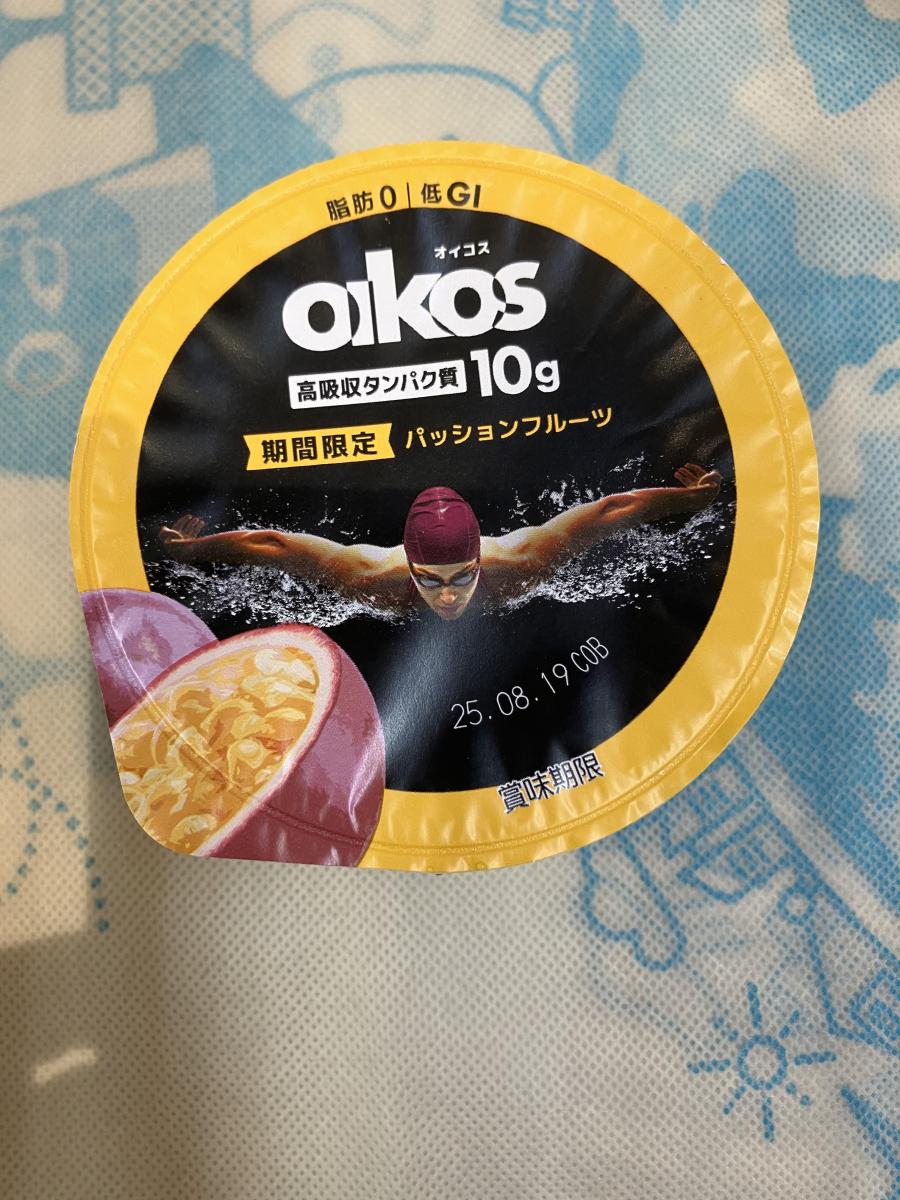 脂肪0｜低GI
オイコス
oikos
高吸収タンパク質 10g
期間限定 パッションフルーツ
25.08.19 COB
賞味期限